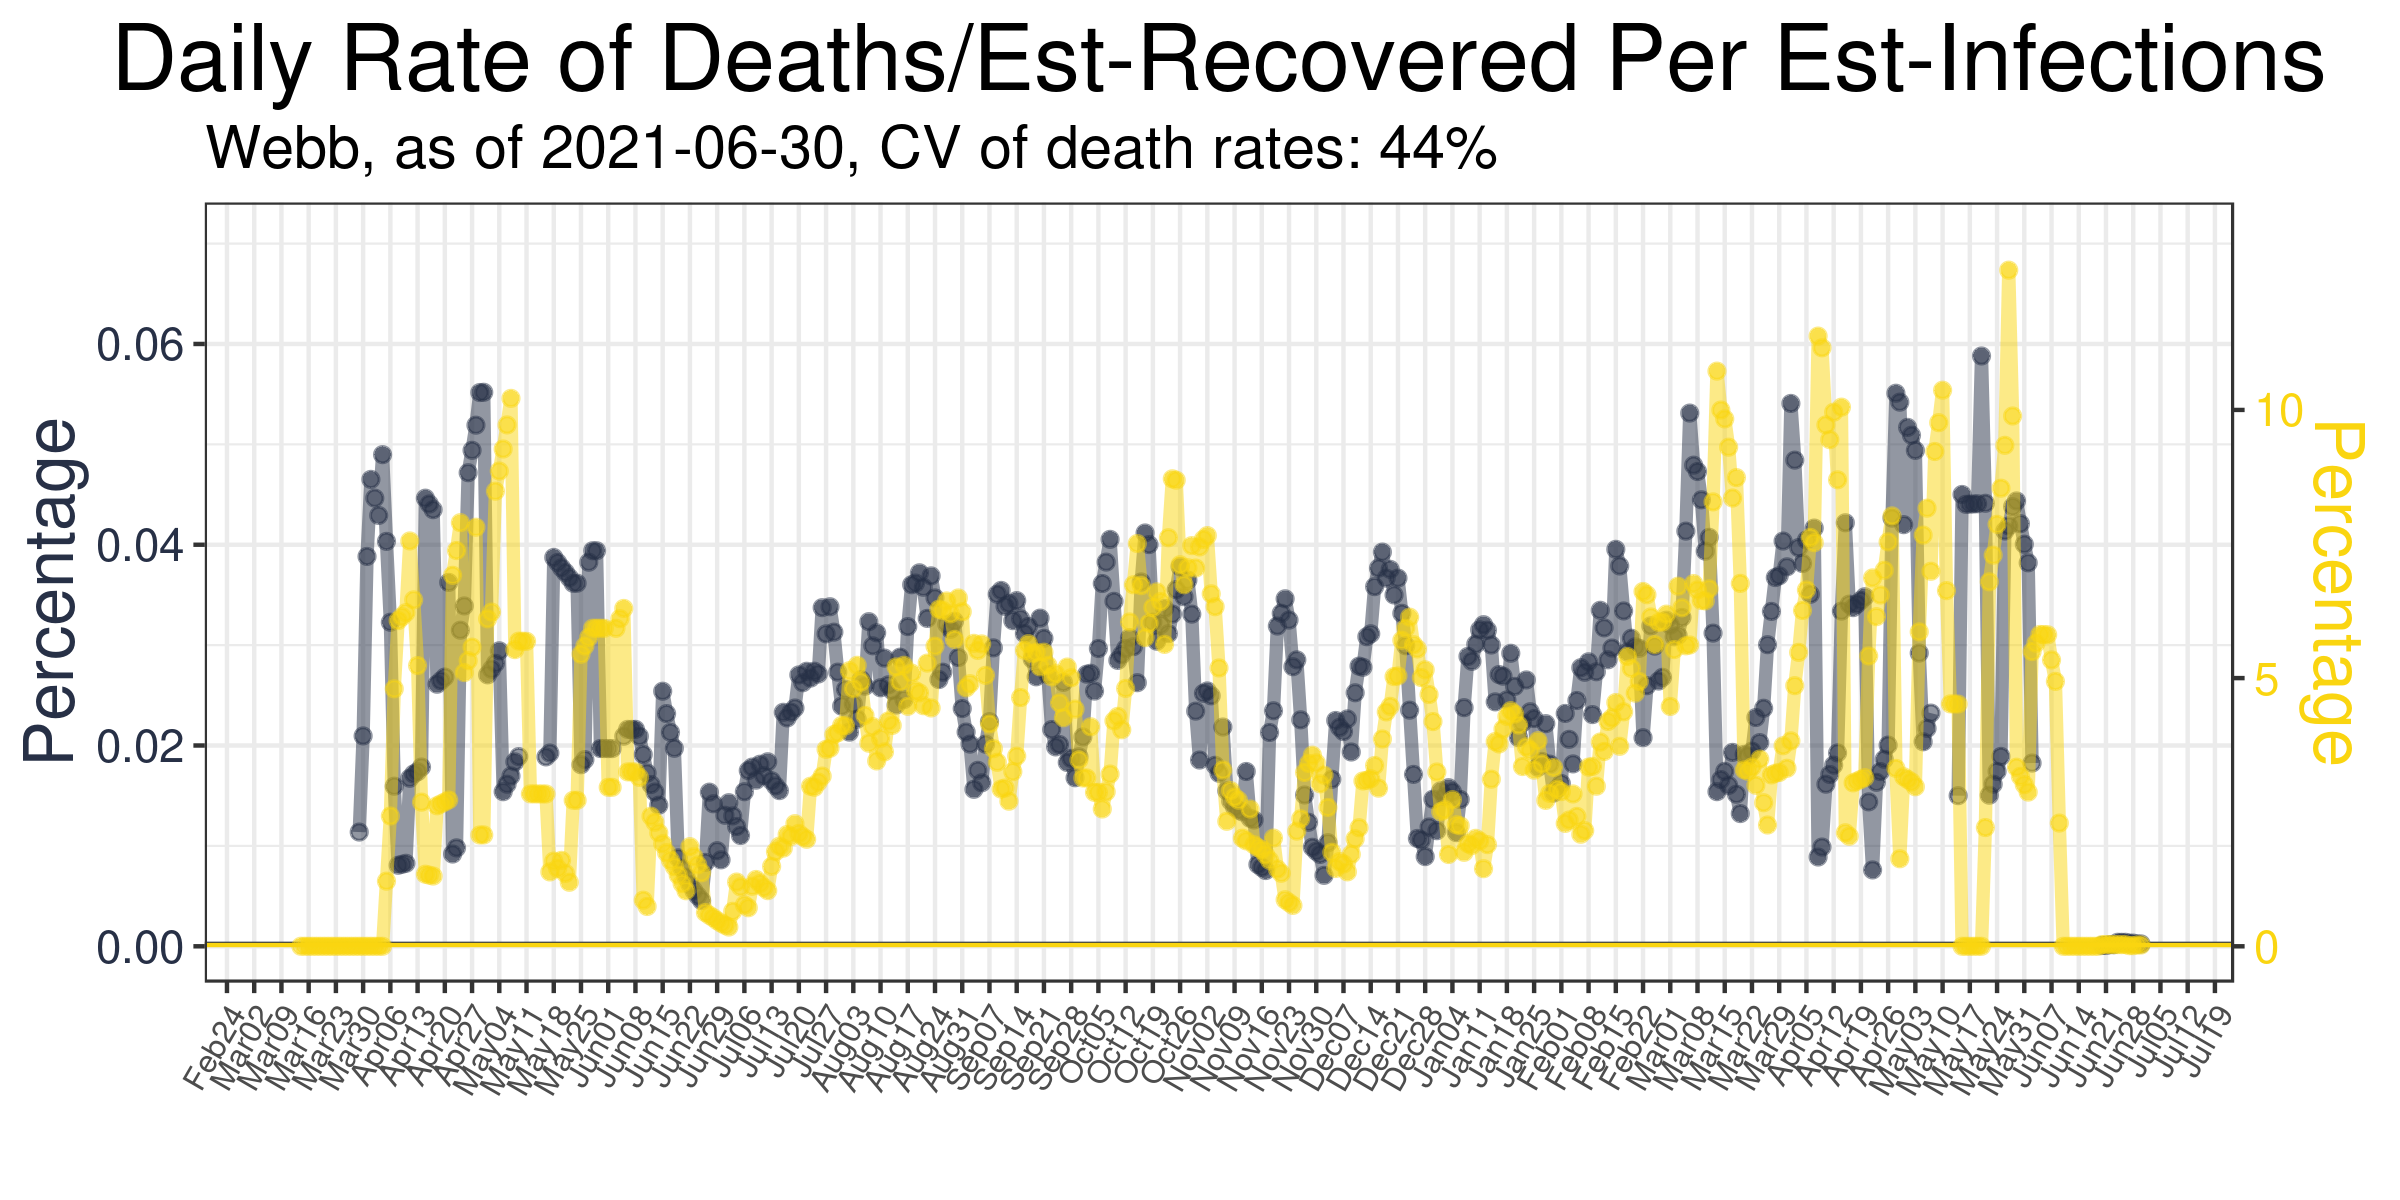 Daily Rate of Deaths/Est-Recovered Per Est-Infections
Webb, as of 2021-06-30, CV of death rates: 44%
Percentage
0.06
0.04
0.02
0.00
10
5
0
Percentage
Feb24
Mar02
Mar09
Mar16
Mar23
Mar30
Apr06
Apr13
Apr20
Apr27
May04
May11
May18
May25
Jun01
Jun08
Jun15
Jun22
Jun29
Jul06
Jul13
Jul20
Jul27
Aug03
Aug10
Aug17
Aug24
Aug31
Sep07
Sep14
Sep21
Sep28
Oct05
Oct12
Oct19
Oct26
Nov02
Nov09
Nov16
Nov23
Nov30
Dec07
Dec14
Dec21
Dec28
Jan04
Jan11
Jan18
Jan25
Feb01
Feb08
Feb15
Feb22
Mar01
Mar08
Mar15
Mar22
Mar29
Apr05
Apr12
Apr19
Apr26
May03
May10
May17
May24
May31
Jun07
Jun14
Jun21
Jun28
Jul05
Jul12
Jul19